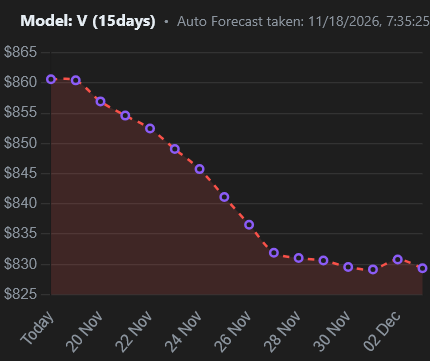 Model: V (15days) • Auto Forecast taken: 11/18/2026, 7:35:25
$865
$860
$855
$850
$845
$840
$835
$830
$825
Today
20 Nov
22 Nov
24 Nov
26 Nov
28 Nov
30 Nov
02 Dec